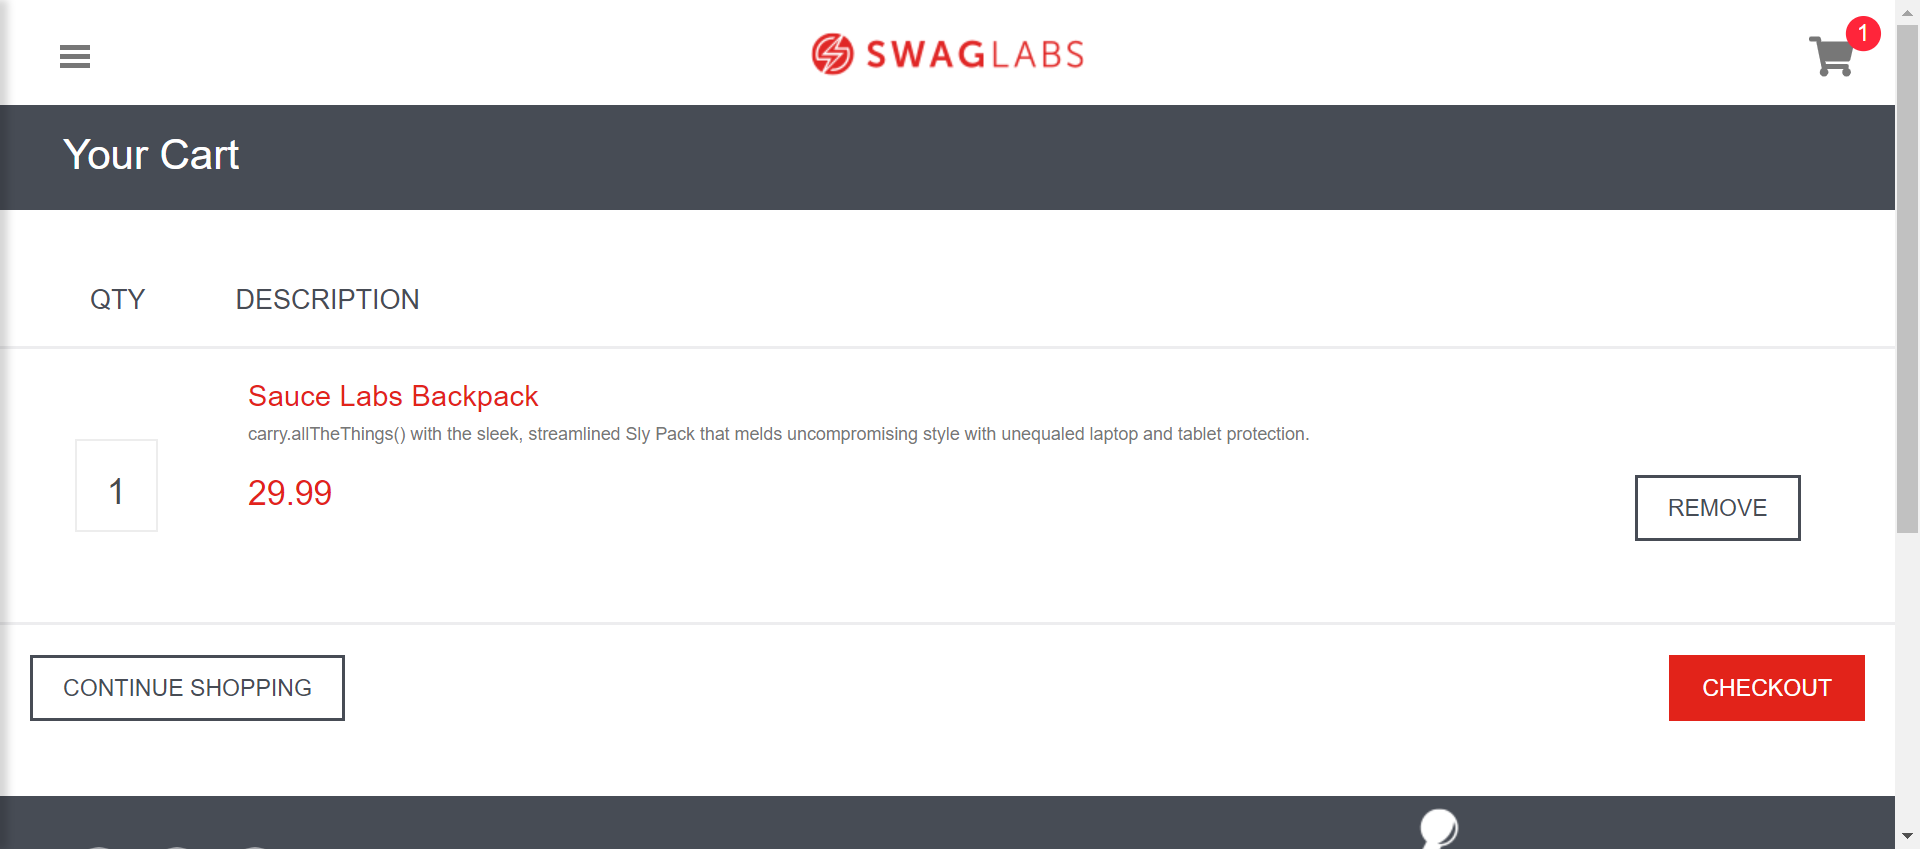 SWAGLABS
1
Your Cart
QTY DESCRIPTION
Sauce Labs Backpack
carry.allTheThings() with the sleek, streamlined Sly Pack that melds uncompromising style with unequaled laptop and tablet protection.
1
29.99
REMOVE
CONTINUE SHOPPING
CHECKOUT